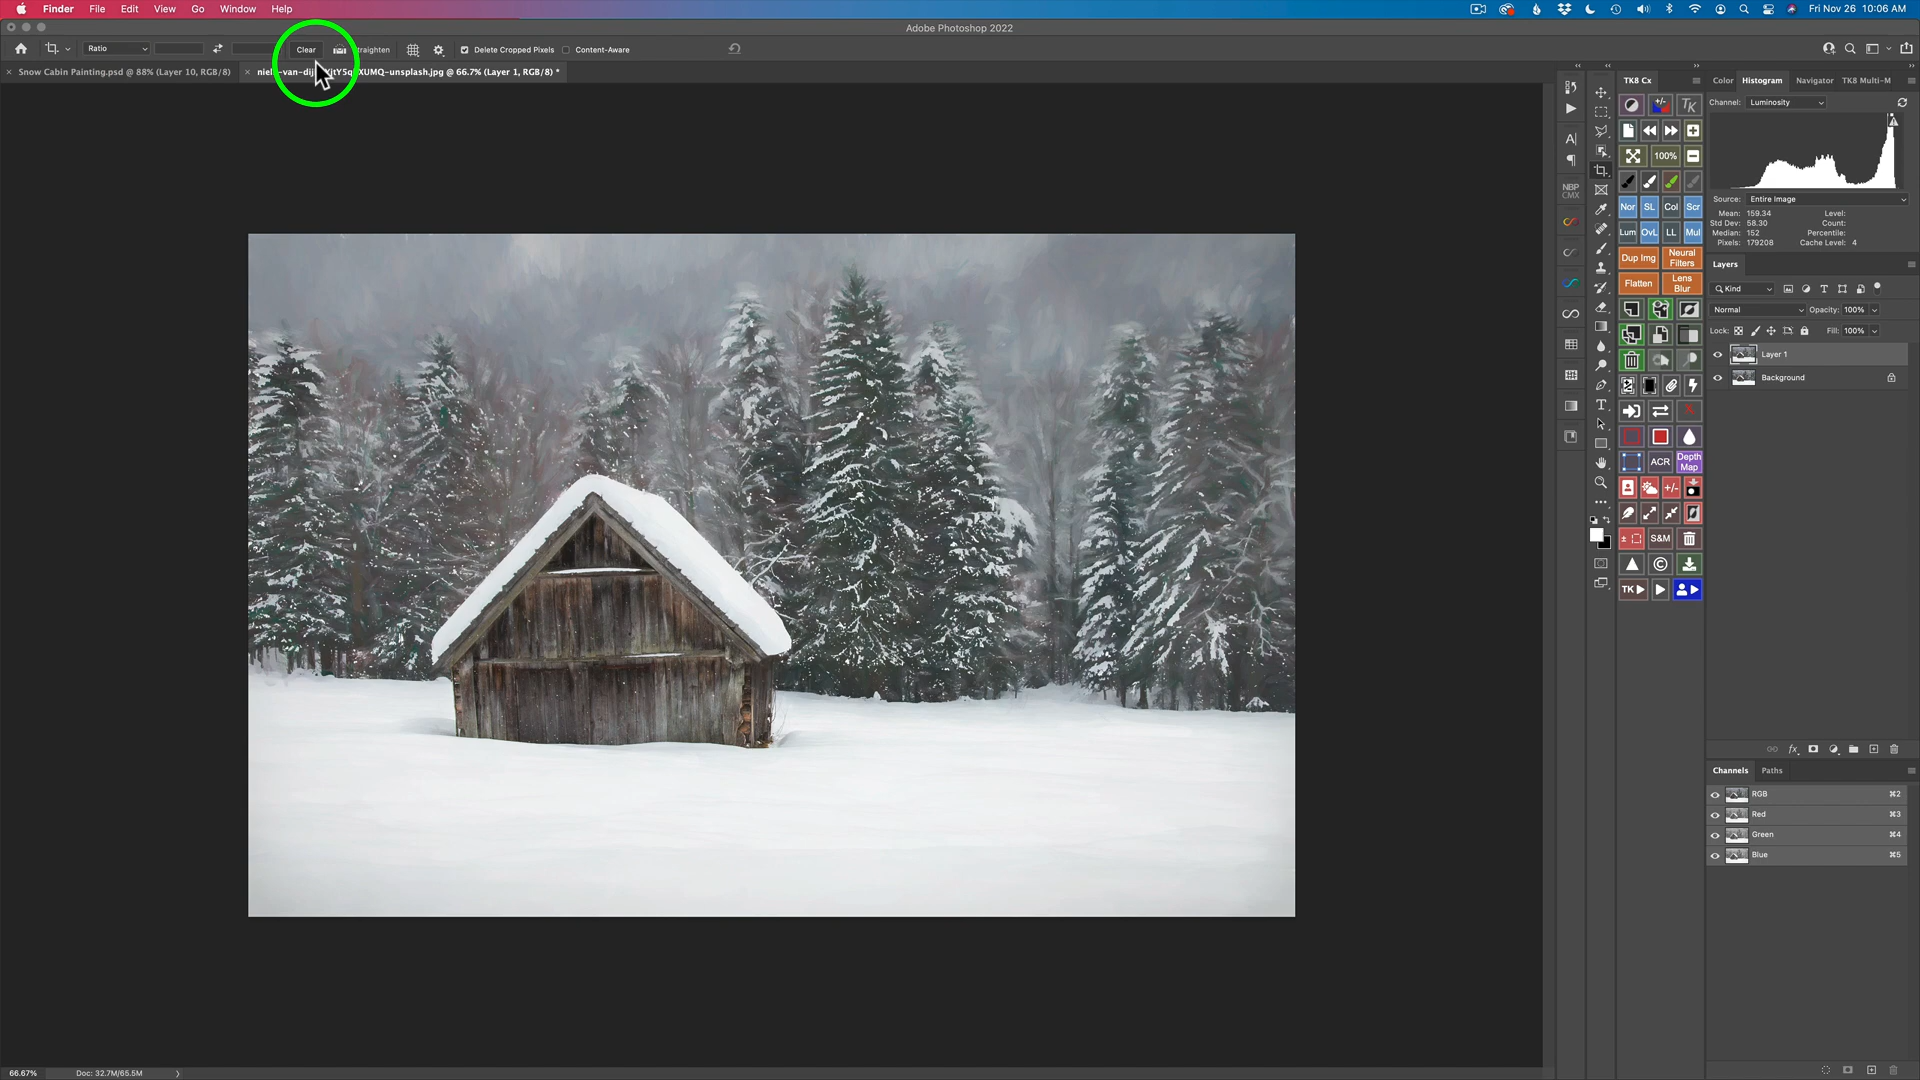 Finder File Edit View Go Window Help
Fri Nov 26 10:06 AM
Adobe Photoshop 2022
Ratio Clear Straighten Delete Cropped Pixels Content-Aware
Snow Cabin Painting.psd @ 88% (Layer 10, RGB/8)
XUMQ-unsplash.jpg @ 66.7% (Layer 1, RGB/8) *
TK8 Cx
Color Histogram Navigator TK8 Multi-M
Channel: Luminosity
TK
100%
NBP
CMX
Nor SL Col Scr
Lum OvL LL Mul
Dup Img Neural Filters
Flatten Lens Blur
ACR Depth Map
+/-
S&M
TK
Source: Entire Image
Mean: 159.34 Level:
Std Dev: 58.30 Count:
Median: 152 Percentile:
Pixels: 179208 Cache Level: 4
Layers
Kind
Normal Opacity: 100%
Lock: Fill: 100%
Layer 1
Background
fx
Channels Paths
RGB ⌘2
Red ⌘3
Green ⌘4
Blue ⌘5
66.67% Doc: 32.7M/65.5M